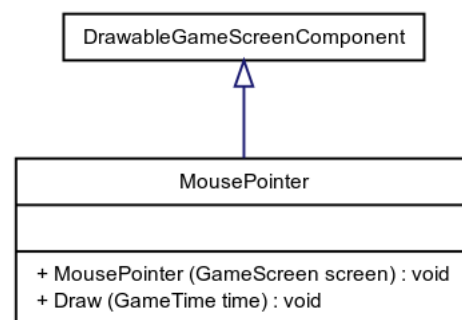 DrawableGameScreenComponent
MousePointer
+ MousePointer (GameScreen screen) : void
+ Draw (GameTime time) : void